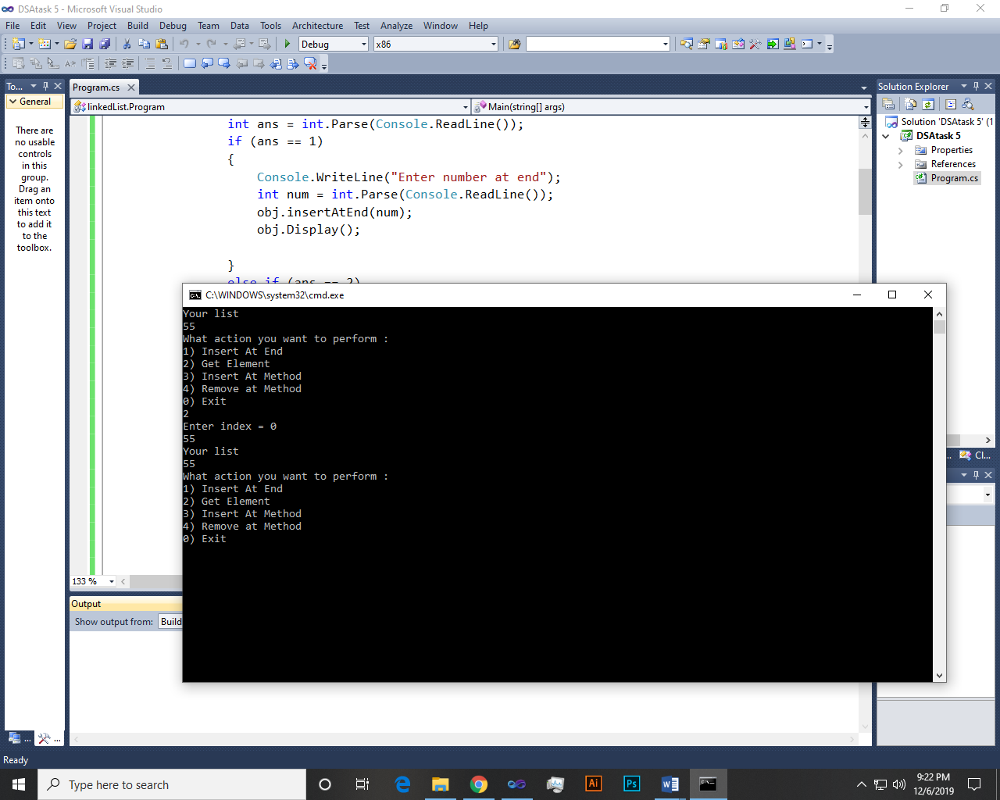 DSAtask 5 - Microsoft Visual Studio
File Edit View Project Build Debug Team Data Tools Architecture Test Analyze Window Help
Debug x86
To...
General
There are
no usable
controls
in this
group.
Drag an
item onto
this text
to add it
to the
toolbox.
Program.cs
linkedList.Program
Main(string[] args)
int ans = int.Parse(Console.ReadLine());
if (ans == 1)
{
Console.WriteLine("Enter number at end");
int num = int.Parse(Console.ReadLine());
obj.insertAtEnd(num);
obj.Display();
}
else if (ans == 2)
133 %
Solution Explorer
Solution 'DSAtask 5' (1
DSAtask 5
Properties
References
Program.cs
Cl...
C:\WINDOWS\system32\cmd.exe
Your list
55
What action you want to perform :
1) Insert At End
2) Get Element
3) Insert At Method
4) Remove at Method
0) Exit
2
Enter index = 0
55
Your list
55
What action you want to perform :
1) Insert At End
2) Get Element
3) Insert At Method
4) Remove at Method
0) Exit
Output
Show output from: Build
... ...
Ready
Type here to search
Ai
Ps
9:22 PM
12/6/2019